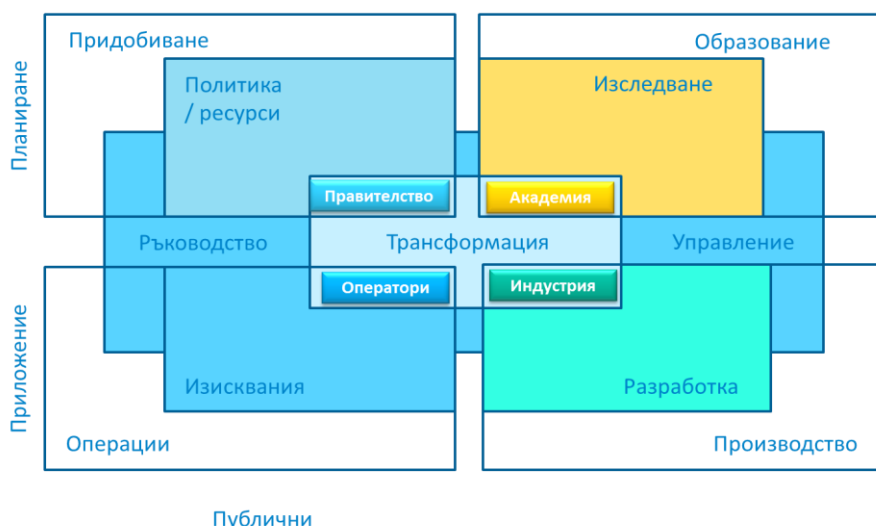 Придобиване
Образование
Политика
/ ресурси
Изследване
Планиране
Правителство
Академия
Ръководство
Трансформация
Управление
Оператори
Индустрия
Приложение
Изисквания
Разработка
Операции
Производство
Публични